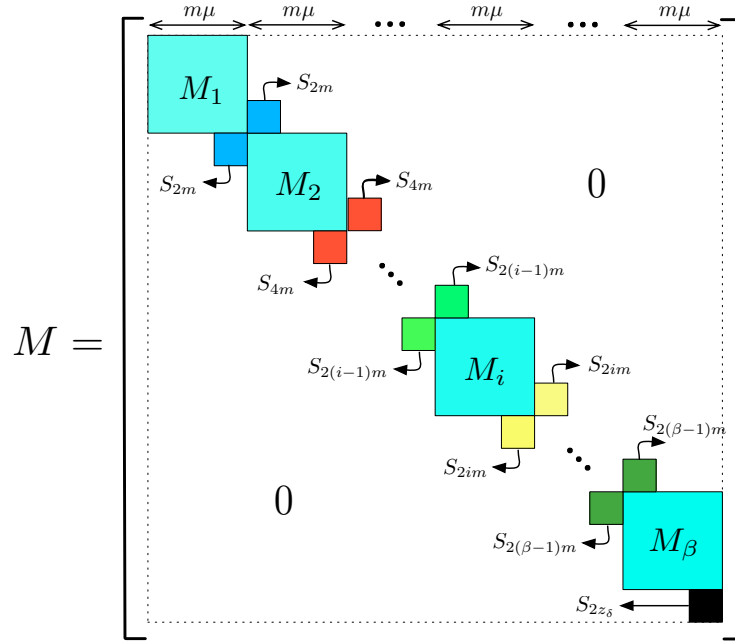 mμ mμ ••• mμ ••• mμ
S_{2m}
M_1
S_{2m}
M_2
S_{4m}
0
S_{4m}
S_{2(i-1)m}
M =
S_{2(i-1)m}
M_i
S_{2im}
S_{2im}
S_{2(β-1)m}
0
S_{2(β-1)m}
M_β
S_{2z_δ}